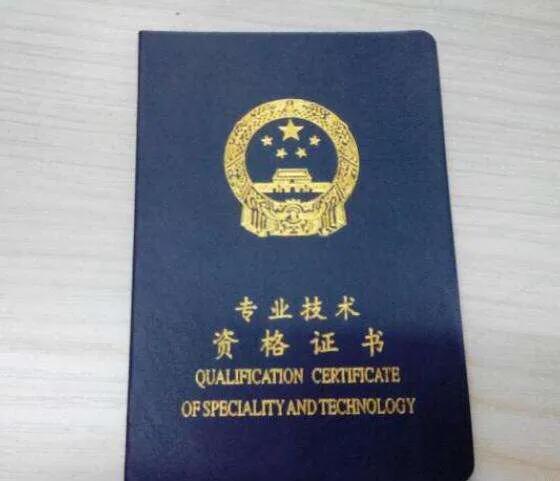 专业技术
资格证书
QUALIFICATION CERTIFICATE
OF SPECIALITY AND TECHNOLOGY